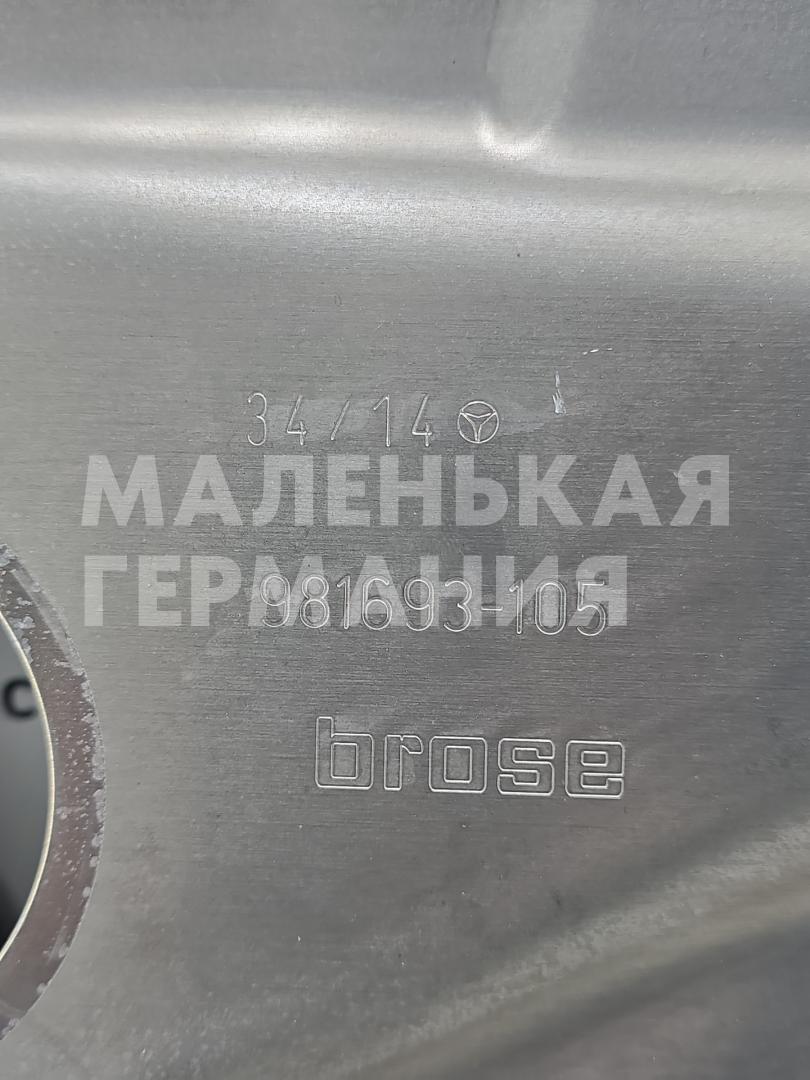 34/14
МАЛЕНЬКАЯ
ГЕРМАНИЯ
981693-105
c
brose